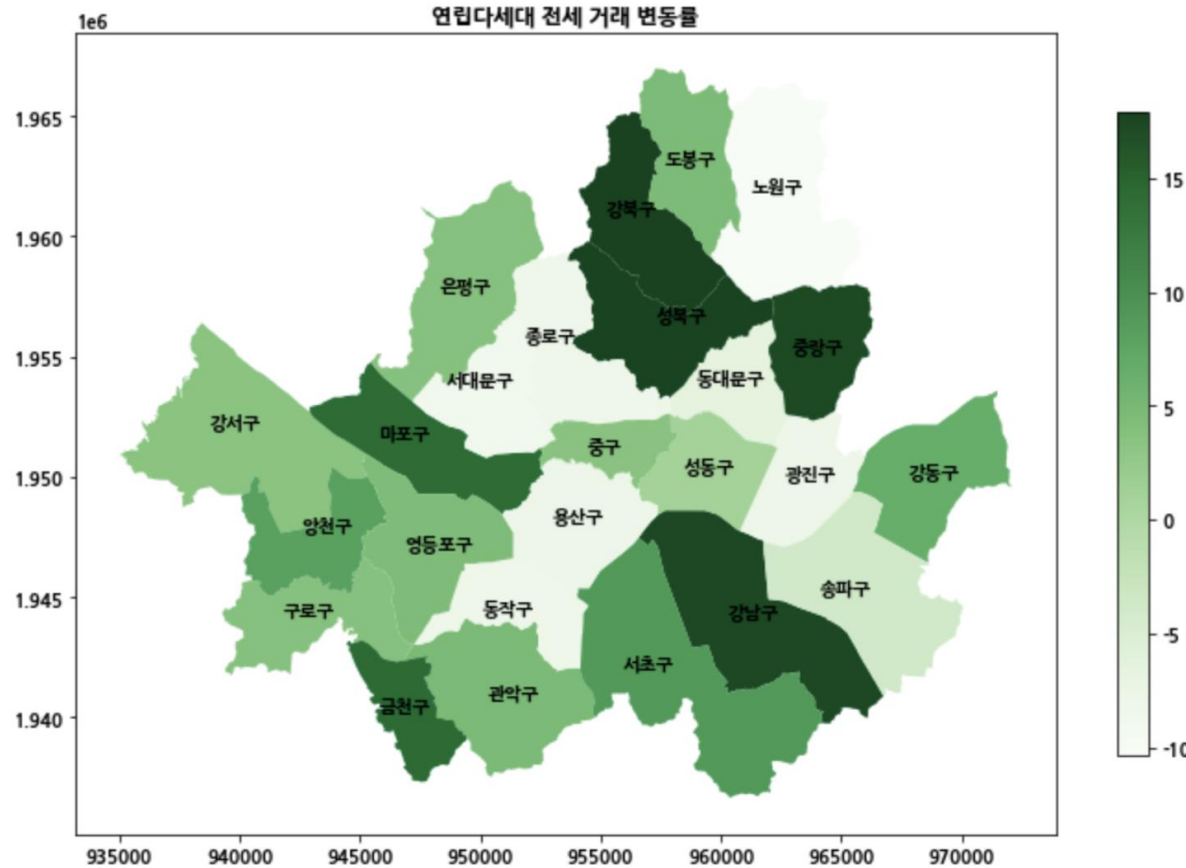 연립다세대 전세 거래 변동률
1e6
1.965
1.960
1.955
1.950
1.945
1.940
도봉구
노원구
강북구
은평구
성북구
종로구
중랑구
서대문구
동대문구
강서구
마포구
중구
성동구
광진구
강동구
양천구
영등포구
용산구
송파구
구로구
동작구
강남구
서초구
관악구
금천구
935000 940000 945000 950000 955000 960000 965000 970000
15
10
5
0
-5
-10